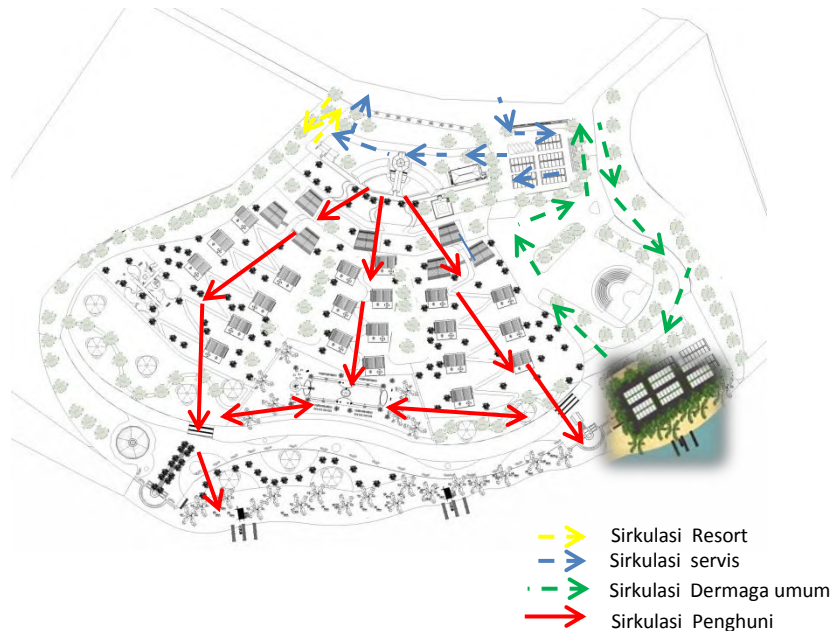 Sirkulasi Resort
Sirkulasi servis
Sirkulasi Dermaga umum
Sirkulasi Penghuni